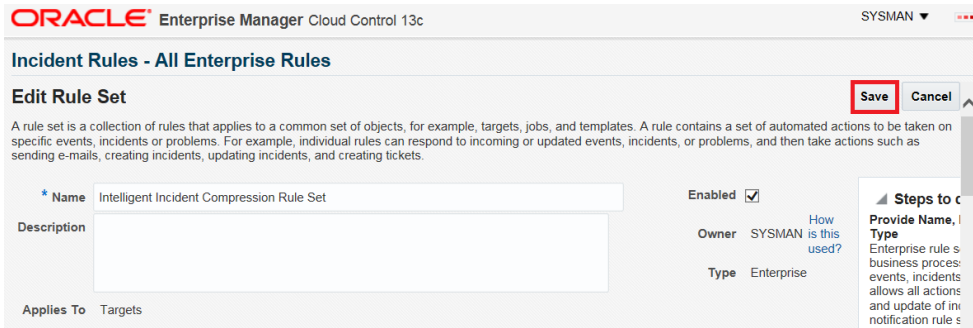 ORACLE® Enterprise Manager Cloud Control 13c
SYSMAN
Incident Rules - All Enterprise Rules
Edit Rule Set
Save Cancel
A rule set is a collection of rules that applies to a common set of objects, for example, targets, jobs, and templates. A rule contains a set of automated actions to be taken on
specific events, incidents or problems. For example, individual rules can respond to incoming or updated events, incidents, or problems, and then take actions such as
sending e-mails, creating incidents, updating incidents, and creating tickets.
* Name Intelligent Incident Compression Rule Set
Description
Applies To Targets
Enabled
Owner SYSMAN How
is this
used?
Type Enterprise
Steps to
Provide Name,
Type
Enterprise rule
business
events, incidents
allows all actions
and update of
notification rule